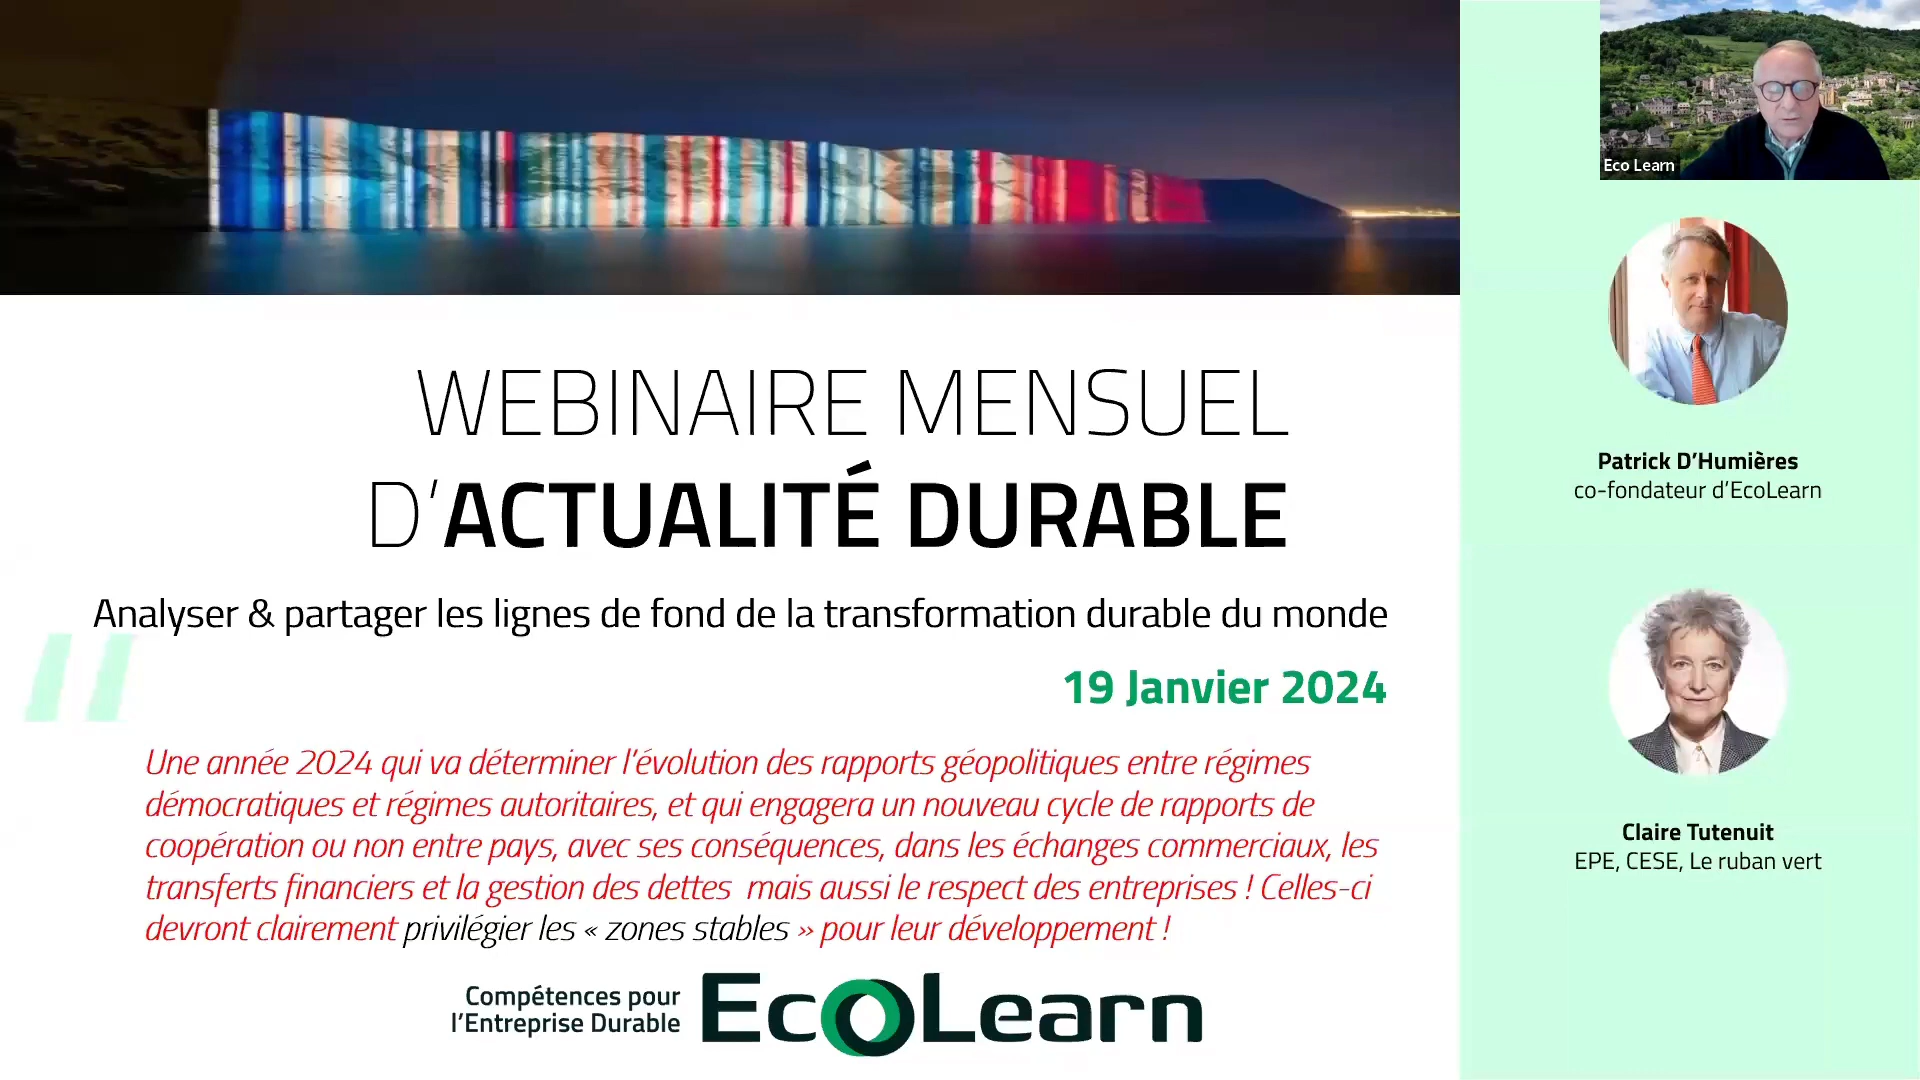 WEBINAIRE MENSUEL
D’ACTUALITÉ DURABLE
Analyser & partager les lignes de fond de la transformation durable du monde
19 Janvier 2024
Une année 2024 qui va déterminer l’évolution des rapports géopolitiques entre régimes
démocratiques et régimes autoritaires, et qui engagera un nouveau cycle de rapports de
coopération ou non entre pays, avec ses conséquences, dans les échanges commerciaux, les
transferts financiers et la gestion des dettes mais aussi le respect des entreprises ! Celles-ci
devront clairement privilégier les « zones stables » pour leur développement !
Compétences pour
l’Entreprise Durable
EcoLearn
Eco Learn
Patrick D’Humières
co-fondateur d’EcoLearn
Claire Tutenuit
EPE, CESE, Le ruban vert